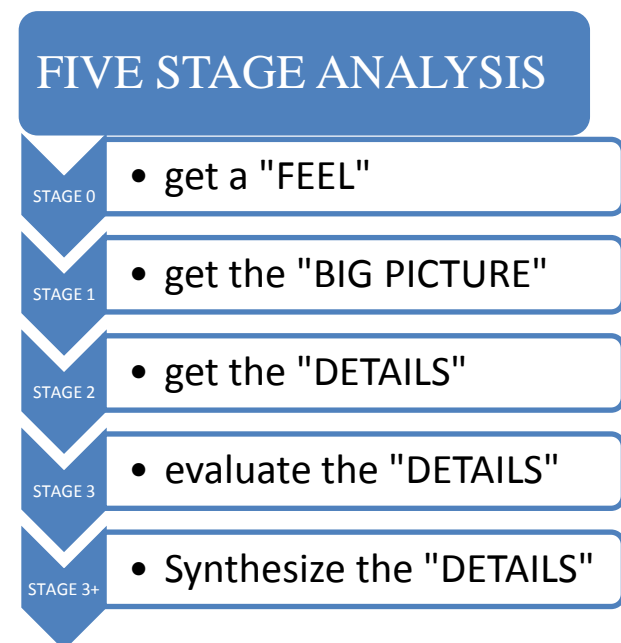 FIVE STAGE ANALYSIS
STAGE 0
• get a "FEEL"
STAGE 1
• get the "BIG PICTURE"
STAGE 2
• get the "DETAILS"
STAGE 3
• evaluate the "DETAILS"
STAGE 3+
• Synthesize the "DETAILS"